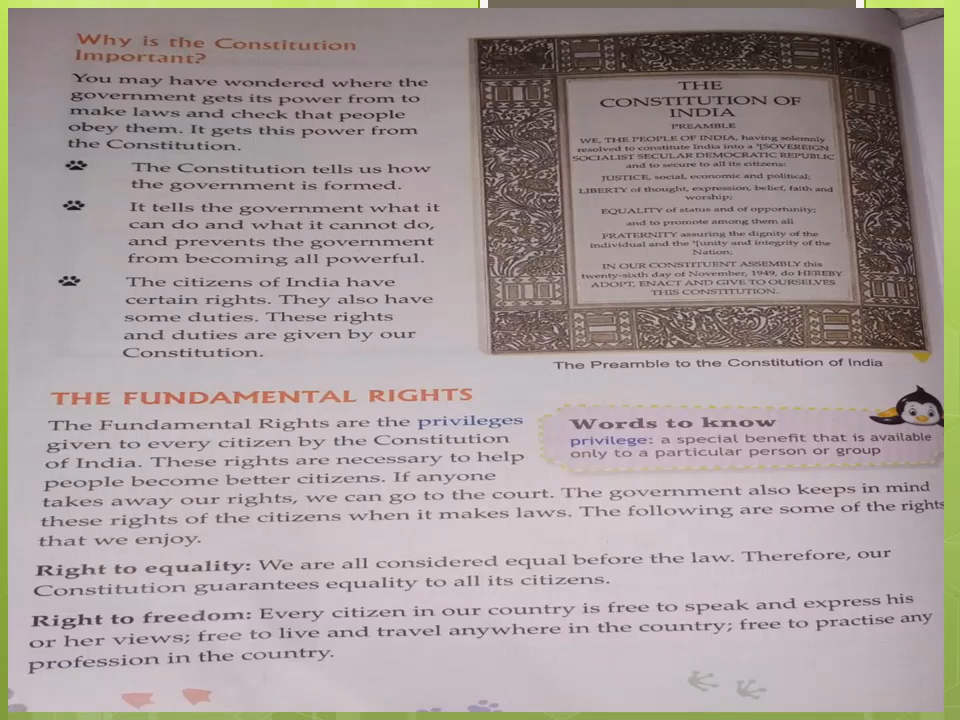 Why is the Constitution
Important?
You may have wondered where the
government gets its power from to
make laws and check that people
obey them. It gets this power from
the Constitution.
The Constitution tells us how
the government is formed.
It tells the government what it
can do and what it cannot do,
and prevents the government
from becoming all powerful.
The citizens of India have
certain rights. They also have
some duties. These rights
and duties are given by our
Constitution.
THE
CONSTITUTION OF
INDIA
PREAMBLE
WE, THE PEOPLE OF INDIA, having solemnly
resolved to constitute India into a ¹[SOVEREIGN
SOCIALIST SECULAR DEMOCRATIC REPUBLIC
and to secure to all its citizens:
JUSTICE, social, economic and political;
LIBERTY of thought, expression, belief, faith and
worship;
EQUALITY of status and of opportunity;
and to promote among them all
FRATERNITY assuring the dignity of the
individual and the ²[unity and integrity of the
Nation;
IN OUR CONSTITUENT ASSEMBLY this
twenty-sixth day of November, 1949, do HEREBY
ADOPT, ENACT AND GIVE TO OURSELVES
THIS CONSTITUTION.
The Preamble to the Constitution of India
THE FUNDAMENTAL RIGHTS
The Fundamental Rights are the privileges
given to every citizen by the Constitution
of India. These rights are necessary to help
people become better citizens. If anyone
takes away our rights, we can go to the court. The government also keeps in mind
these rights of the citizens when it makes laws. The following are some of the rights
that we enjoy.
Words to know
privilege: a special benefit that is available
only to a particular person or group
Right to equality: We are all considered equal before the law. Therefore, our
Constitution guarantees equality to all its citizens.
Right to freedom: Every citizen in our country is free to speak and express his
or her views; free to live and travel anywhere in the country; free to practise any
profession in the country.